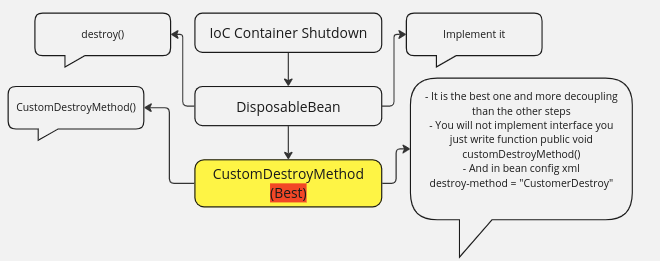 destroy()
IoC Container Shutdown
Implement it
CustomDestroyMethod()
DisposableBean
- It is the best one and more decoupling
than the other steps
- You will not implement interface you
just write function public void
customDestroyMethod()
- And in bean config xml
destroy-method = "CustomerDestroy"
CustomDestroyMethod
(Best)